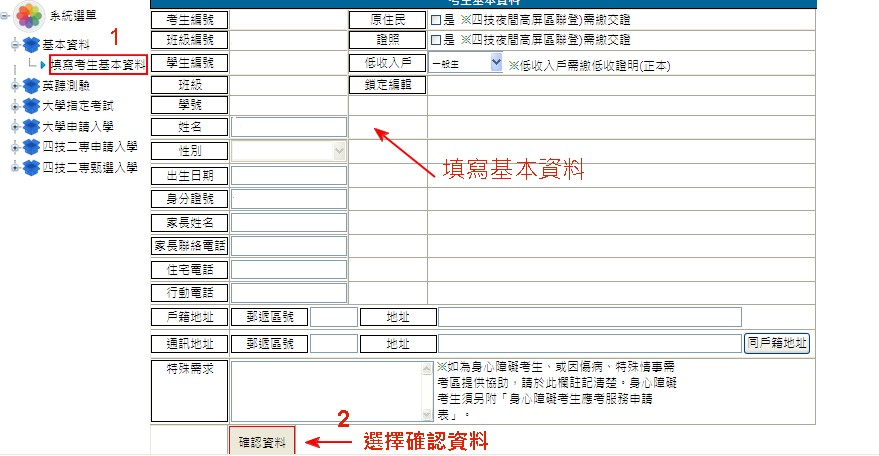 考生基本資料
系統選單
1
基本資料
填寫考生基本資料
英聽測驗
大學指定考試
大學申請入學
四技二專申請入學
四技二專甄選入學
考生編號 原住民 是 ※四技夜間高屏區聯登)需繳交證
班級編號 證照 是 ※四技夜間高屏區聯登)需繳交證
學生編號 低收入戶 一般生 ※低收入戶需繳低收證明(正本)
班級 鎖定編輯
學號
姓名
性別
填寫基本資料
出生日期
身分證號
家長姓名
家長聯絡電話
住宅電話
行動電話
戶籍地址 郵遞區號 地址
通訊地址 郵遞區號 地址 同戶籍地址
特殊需求 ※如為身心障礙考生、或因傷病、特殊情事需
考區提供協助，請於此欄註記清楚。身心障礙
考生須另附「身心障礙考生應考服務申請
表」。
2
確認資料 選擇確認資料